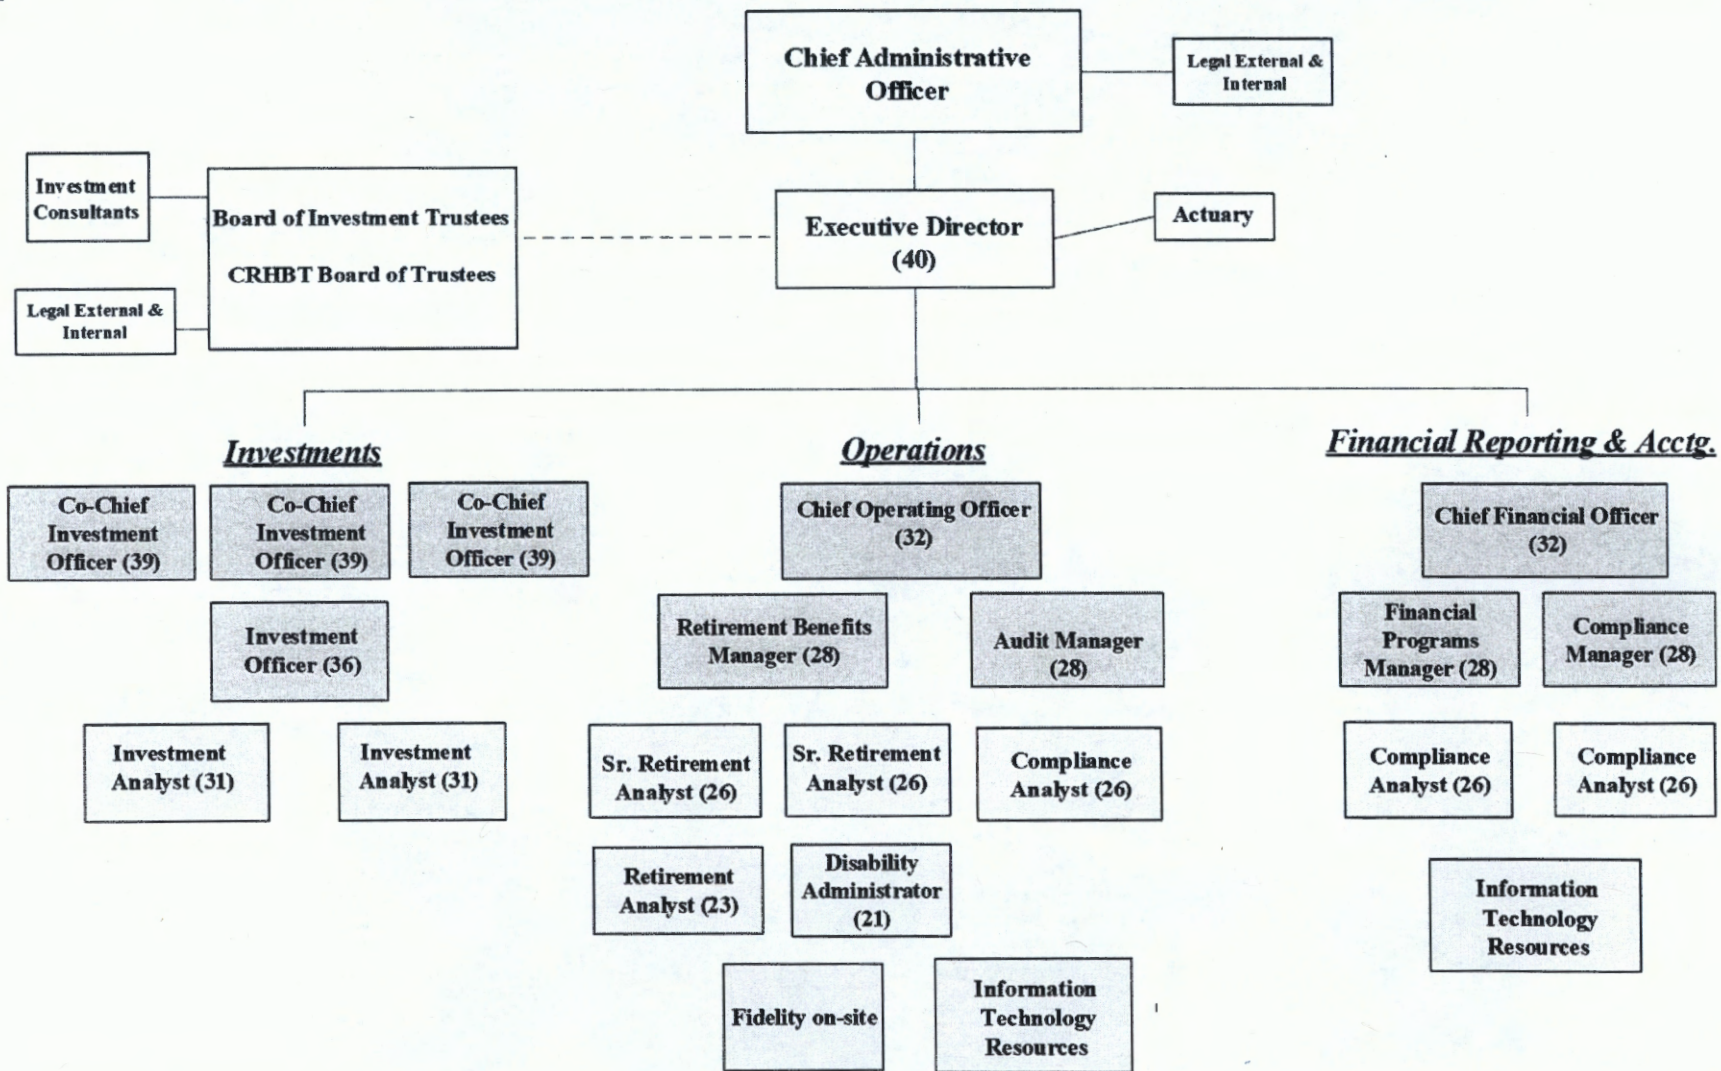 Chief Administrative
Officer
Legal External &
Internal
Investment
Consultants
Board of Investment Trustees
CRHBT Board of Trustees
Legal External &
Internal
Executive Director
(40)
Actuary
Investments
Operations
Financial Reporting & Acctg.
Co-Chief
Investment
Officer (39)
Co-Chief
Investment
Officer (39)
Co-Chief
Investment
Officer (39)
Chief Operating Officer
(32)
Chief Financial Officer
(32)
Investment
Officer (36)
Retirement Benefits
Manager (28)
Audit Manager
(28)
Financial
Programs
Manager (28)
Compliance
Manager (28)
Investment
Analyst (31)
Investment
Analyst (31)
Sr. Retirement
Analyst (26)
Sr. Retirement
Analyst (26)
Compliance
Analyst (26)
Compliance
Analyst (26)
Compliance
Analyst (26)
Retirement
Analyst (23)
Disability
Administrator
(21)
Information
Technology
Resources
Fidelity on-site
Information
Technology
Resources